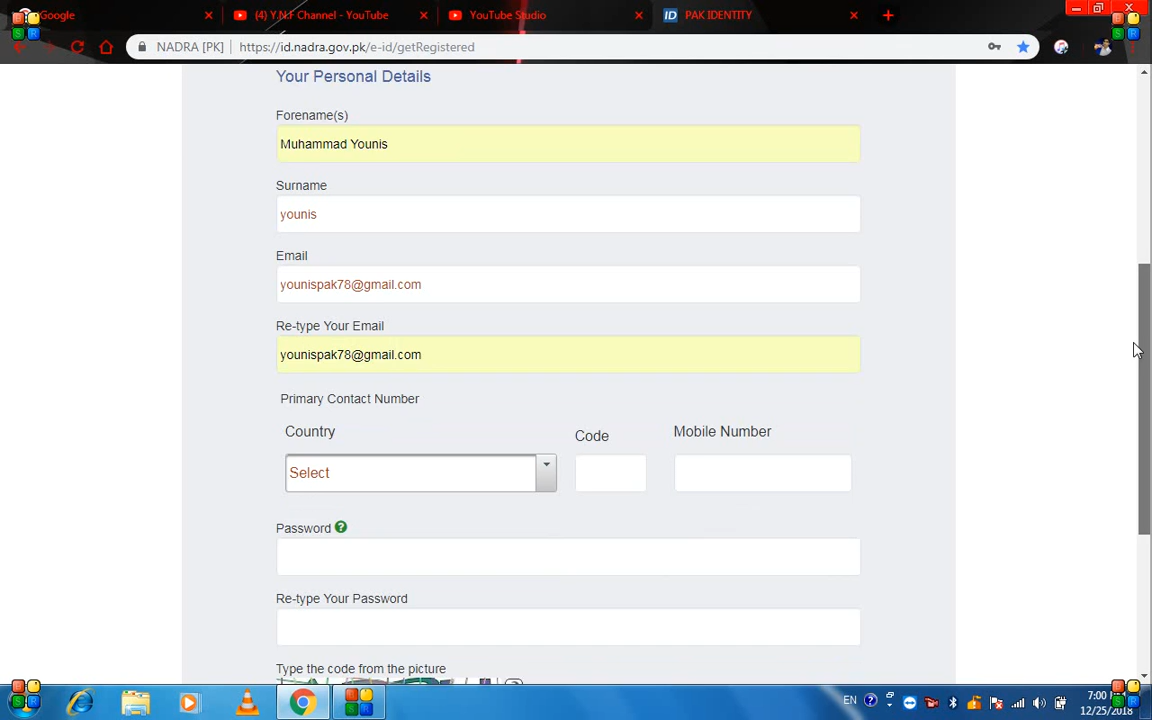 Google
(4) Y.N.F Channel - YouTube
YouTube Studio
ID PAK IDENTITY
NADRA [PK] https://id.nadra.gov.pk/e-id/getRegistered
Your Personal Details
Forename(s)
Muhammad Younis
Surname
younis
Email
younispak78@gmail.com
Re-type Your Email
younispak78@gmail.com
Primary Contact Number
Country Code Mobile Number
Select
Password
Re-type Your Password
Type the code from the picture
EN
7:00
12/25/2018